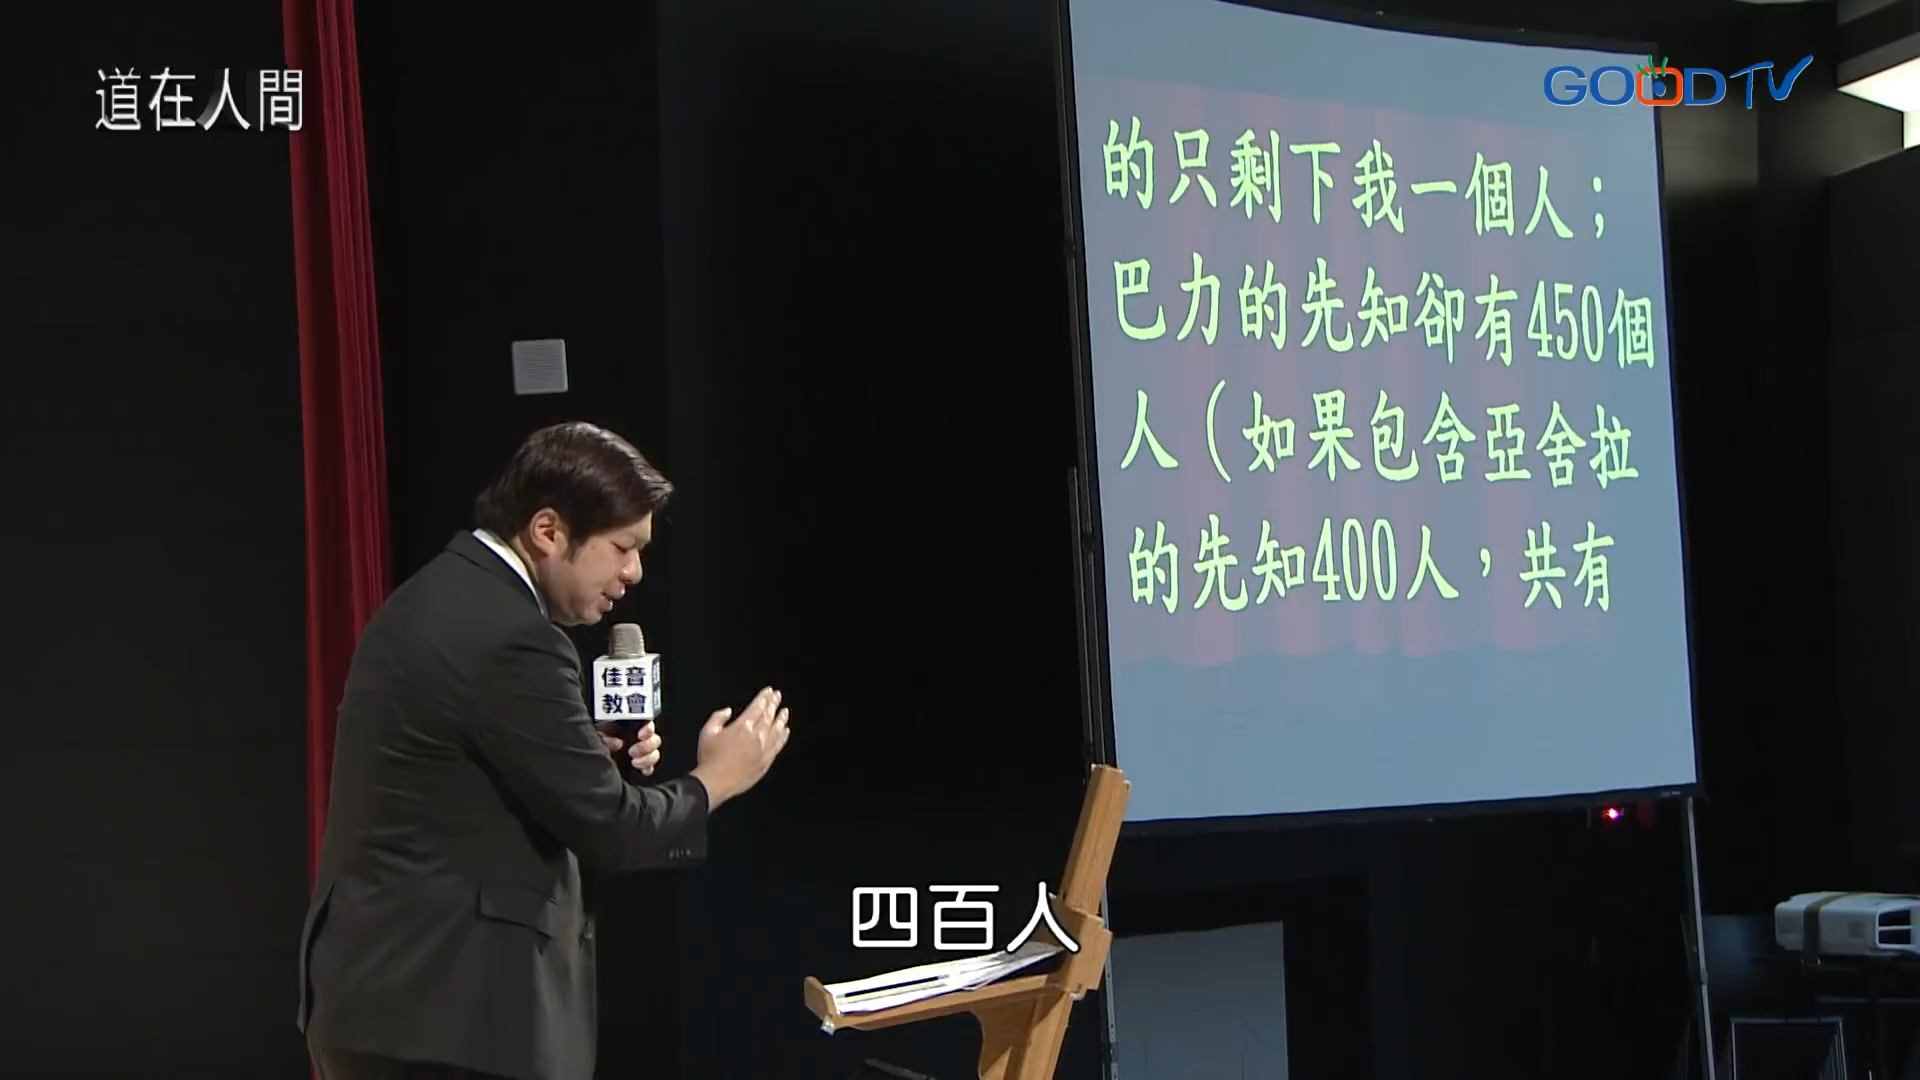 道在人間
GOOD TV
的只剩下我一個人；
巴力的先知卻有450個
人（如果包含亞舍拉
的先知400人，共有
佳音
教會
四百人